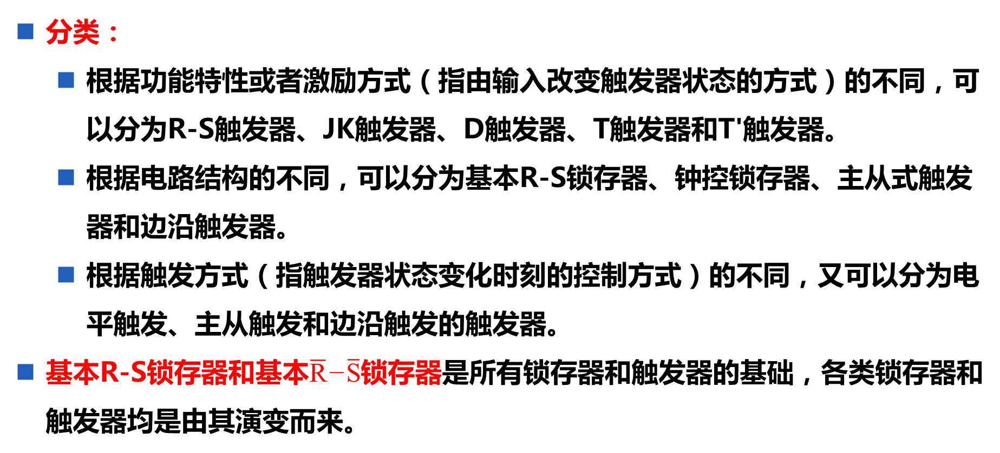 分类：
根据功能特性或者激励方式（指由输入改变触发器状态的方式）的不同，可
以分为R-S触发器、JK触发器、D触发器、T触发器和T'触发器。
根据电路结构的不同，可以分为基本R-S锁存器、钟控锁存器、主从式触发
器和边沿触发器。
根据触发方式（指触发器状态变化时刻的控制方式）的不同，又可以分为电
平触发、主从触发和边沿触发的触发器。
基本R-S锁存器和基本R̅−S̅锁存器是所有锁存器和触发器的基础，各类锁存器和
触发器均是由其演变而来。